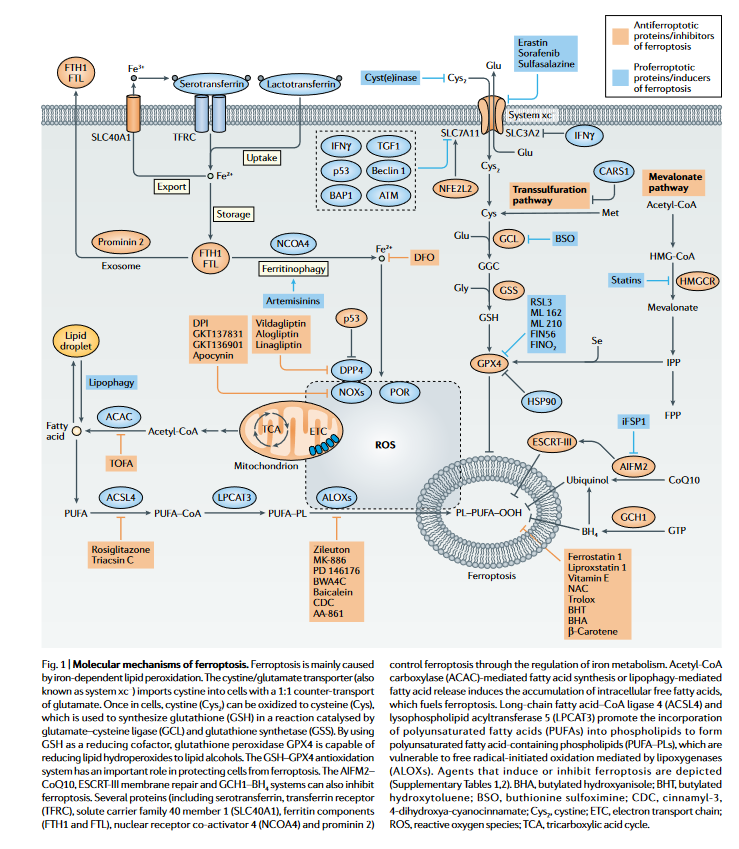 Antiferroptotic
proteins/inhibitors
of ferroptosis
Proferroptotic
proteins/inducers
of ferroptosis
FTH1
FTL
Fe³⁺
Serotransferrin
Lactotransferrin
Cyst(e)inase
Cys₂
Glu
Erastin
Sorafenib
Sulfasalazine
System xc⁻
SLC40A1
TFRC
SLC7A11
SLC3A2
IFNγ
Glu
IFNγ
TGF1
p53
Beclin 1
BAP1
ATM
NFE2L2
Uptake
Export
Fe²⁺
Storage
Cys₂
CARS1
Transsulfuration
pathway
Mevalonate
pathway
Acetyl-CoA
Cys
Met
Prominin 2
Exosome
FTH1
FTL
NCOA4
Ferritinophagy
Artemisinins
Fe²⁺
DFO
Glu
GCL
BSO
GGC
Gly
GSS
GSH
HMG-CoA
Statins
HMGCR
Mevalonate
RSL3
ML 162
ML 210
FIN56
FINO₂
Se
IPP
FPP
GPX4
HSP90
DPI
GKT137831
GKT136901
Apocynin
Vildagliptin
Alogliptin
Linagliptin
p53
DPP4
NOXs
POR
Lipid
droplet
Lipophagy
ACAC
Fatty
acid
Acetyl-CoA
TOFA
TCA
ETC
Mitochondrion
ROS
ESCRT-III
iFSP1
AIFM2
Ubiquinol
CoQ10
GCH1
BH₄
GTP
PUFA
ACSL4
PUFA–CoA
LPCAT3
PUFA–PL
ALOXs
PL–PUFA–OOH
Ferroptosis
Rosiglitazone
Triacsin C
Zileuton
MK-886
PD 146176
BWA4C
Baicalein
CDC
AA-861
Ferrostatin 1
Liproxstatin 1
Vitamin E
NAC
Trolox
BHT
BHA
β-Carotene
Fig. 1 | Molecular mechanisms of ferroptosis. Ferroptosis is mainly caused
by iron-dependent lipid peroxidation. The cystine/glutamate transporter (also
known as system xc⁻) imports cystine into cells with a 1:1 counter-transport
of glutamate. Once in cells, cystine (Cys₂) can be oxidized to cysteine (Cys),
which is used to synthesize glutathione (GSH) in a reaction catalysed by
glutamate–cysteine ligase (GCL) and glutathione synthetase (GSS). By using
GSH as a reducing cofactor, glutathione peroxidase GPX4 is capable of
reducing lipid hydroperoxides to lipid alcohols. The GSH–GPX4 antioxidation
system has an important role in protecting cells from ferroptosis. The AIFM2–
CoQ10, ESCRT-III membrane repair and GCH1–BH₄ systems can also inhibit
ferroptosis. Several proteins (including serotransferrin, transferrin receptor
(TFRC), solute carrier family 40 member 1 (SLC40A1), ferritin components
(FTH1 and FTL), nuclear receptor co-activator 4 (NCOA4) and prominin 2)
control ferroptosis through the regulation of iron metabolism. Acetyl-CoA
carboxylase (ACAC)-mediated fatty acid synthesis or lipophagy-mediated
fatty acid release induces the accumulation of intracellular free fatty acids,
which fuels ferroptosis. Long-chain fatty acid–CoA ligase 4 (ACSL4) and
lysophospholipid acyltransferase 5 (LPCAT3) promote the incorporation
of polyunsaturated fatty acids (PUFAs) into phospholipids to form
polyunsaturated fatty acid-containing phospholipids (PUFA–PLs), which are
vulnerable to free radical-initiated oxidation mediated by lipoxygenases
(ALOXs). Agents that induce or inhibit ferroptosis are depicted
(Supplementary Tables 1,2). BHA, butylated hydroxyanisole; BHT, butylated
hydroxytoluene; BSO, buthionine sulfoximine; CDC, cinnamyl-3,
4-dihydroxya-cyanocinnamate; Cys₂, cystine; ETC, electron transport chain;
ROS, reactive oxygen species; TCA, tricarboxylic acid cycle.